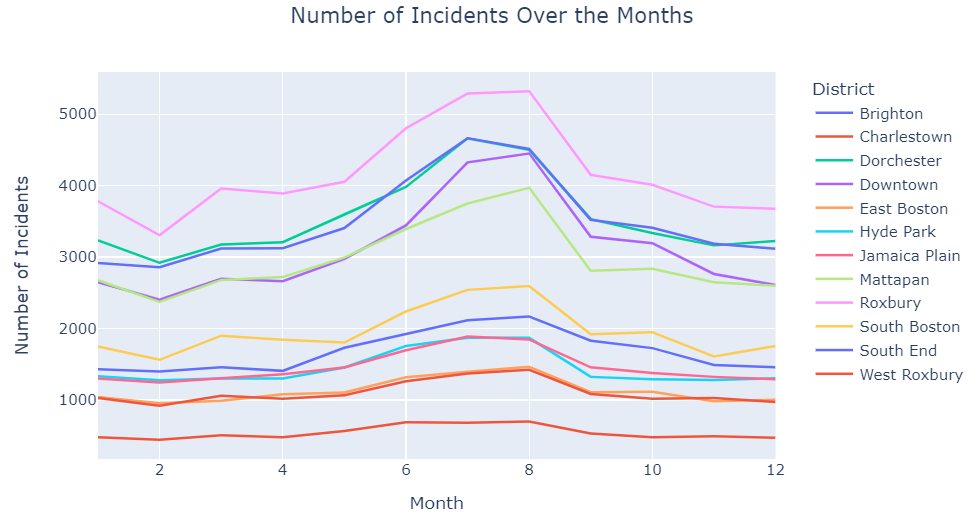 Number of Incidents Over the Months
Number of Incidents
5000
4000
3000
2000
1000
2
4
6
8
10
12
Month
District
Brighton
Charlestown
Dorchester
Downtown
East Boston
Hyde Park
Jamaica Plain
Mattapan
Roxbury
South Boston
South End
West Roxbury